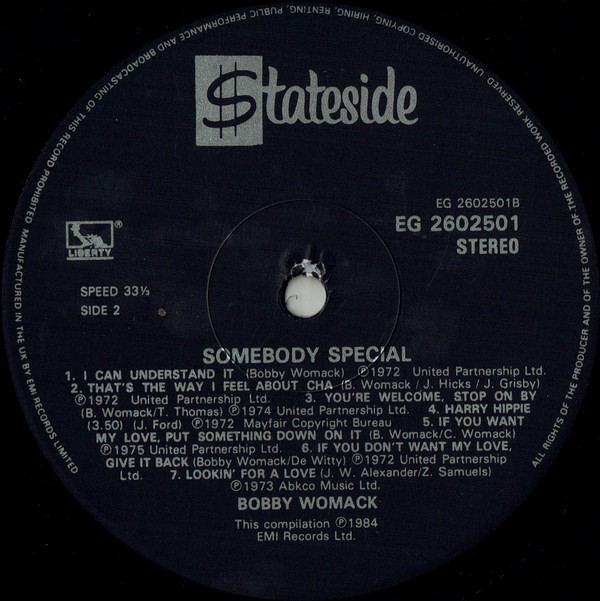 $tateside
EG 2602501B
EG 2602501
STEREO
LIBERTY ®
SPEED 33⅓
SIDE 2
SOMEBODY SPECIAL
1. I CAN UNDERSTAND IT (Bobby Womack) ℗1972 United Partnership Ltd.
2. THAT'S THE WAY I FEEL ABOUT CHA (B. Womack/J. Hicks/J. Grisby)
℗1972 United Partnership Ltd. 3. YOU'RE WELCOME, STOP ON BY
(B. Womack/T. Thomas) ℗1974 United Partnership Ltd. 4. HARRY HIPPIE
(3.50) (J. Ford) ℗1972 Mayfair Copyright Bureau 5. IF YOU WANT
MY LOVE, PUT SOMETHING DOWN ON IT (B. Womack/C. Womack)
℗1975 United Partnership Ltd. 6. IF YOU DON'T WANT MY LOVE,
GIVE IT BACK (Bobby Womack/De Witty) ℗1972 United Partnership
Ltd. 7. LOOKIN' FOR A LOVE (J. W. Alexander/Z. Samuels)
℗1973 Abkco Music Ltd.
BOBBY WOMACK
This compilation ℗1984
EMI Records Ltd.
MANUFACTURED IN THE UK BY EMI RECORDS LIMITED
ALL RIGHTS OF THE PRODUCER AND OF THE OWNER OF THE RECORDED WORK RESERVED UNAUTHORISED COPYING, HIRING, RENTING, PUBLIC PERFORMANCE AND BROADCASTING OF THIS RECORD PROHIBITED